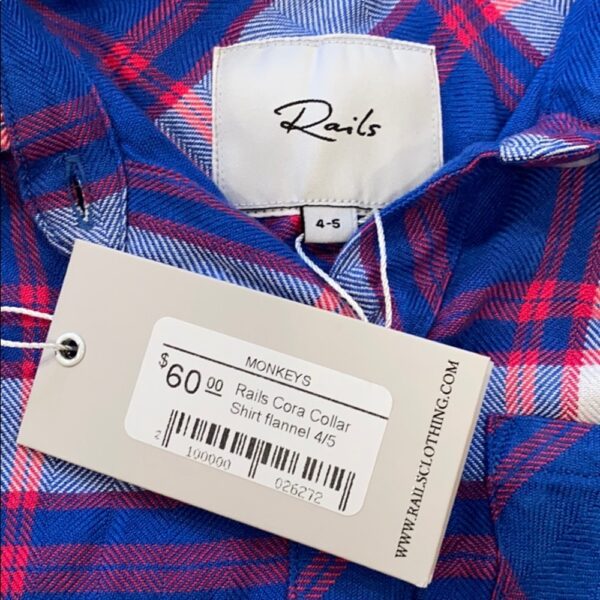 Rails
4-5
MONKEYS
$60.00
Rails Cora Collar
Shirt flannel 4/5
2 100000 026272
WWW.RAILSCLOTHING.COM